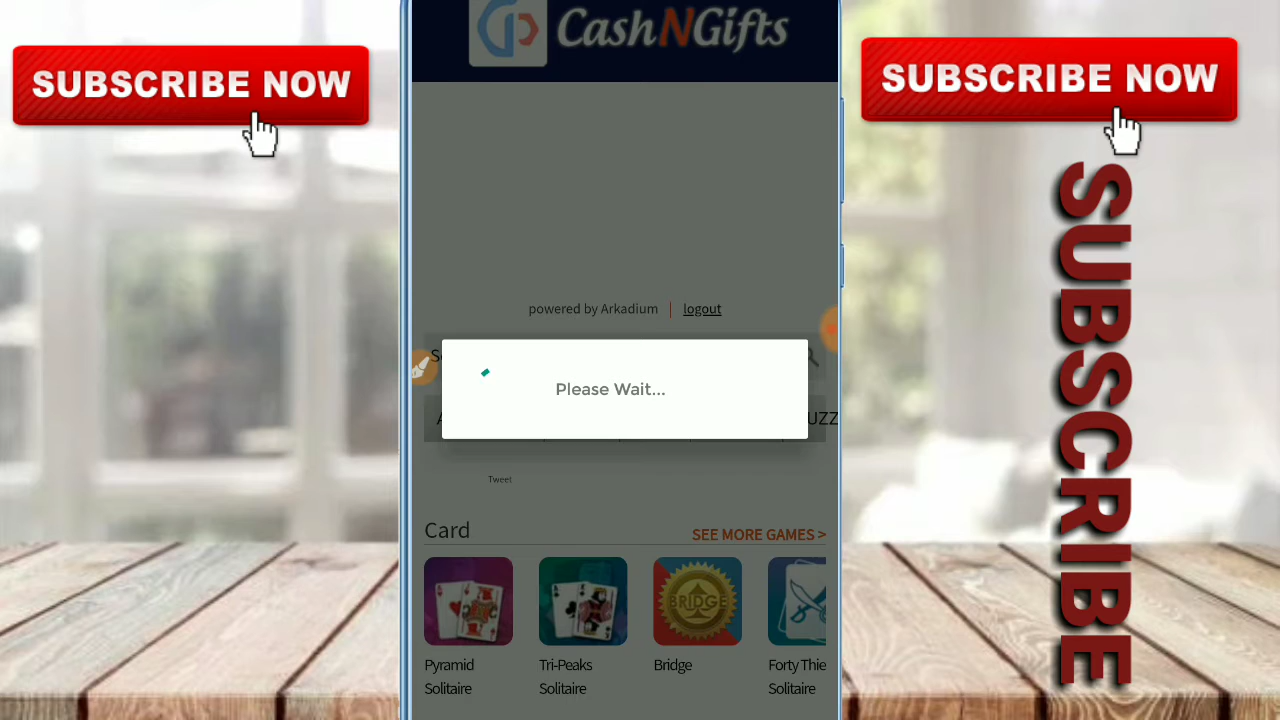 SUBSCRIBE NOW
CashNGifts
SUBSCRIBE NOW
SUBSCRIBE
powered by Arkadium | logout
Please Wait...
Tweet
Card
SEE MORE GAMES >
Pyramid
Solitaire
Tri-Peaks
Solitaire
BRIDGE
Bridge
Forty Thie
Solitaire